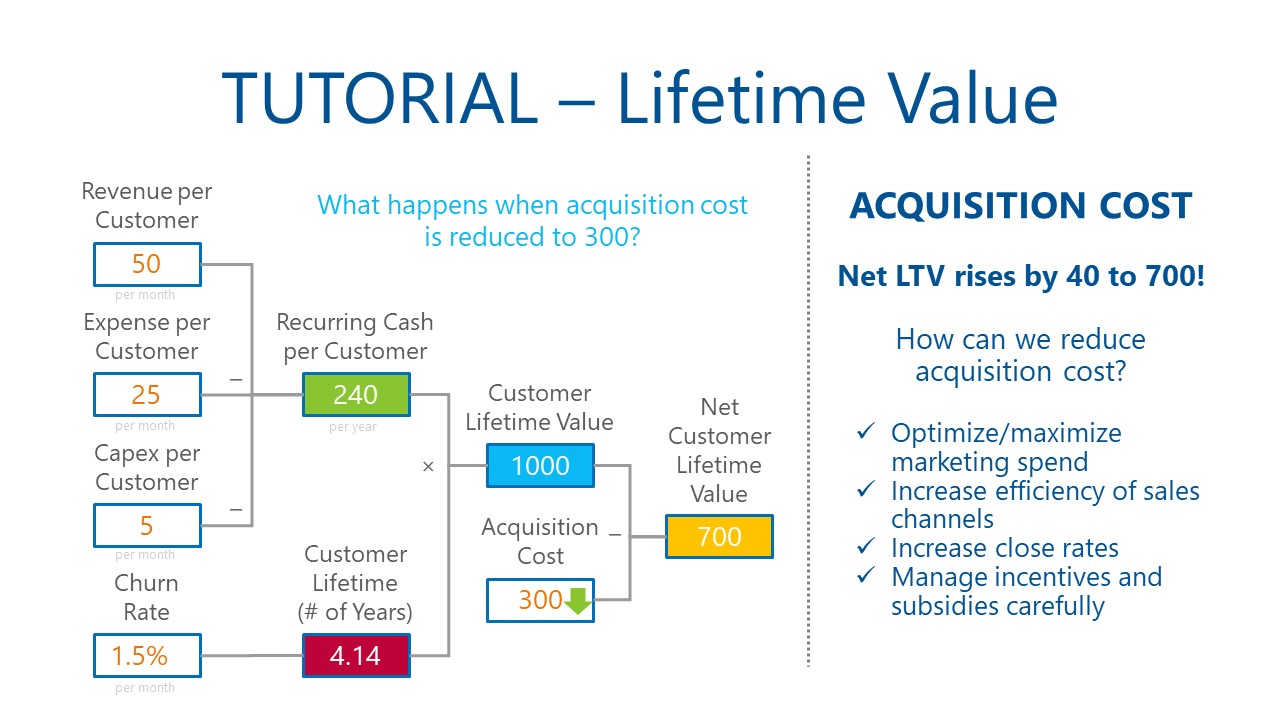 TUTORIAL – Lifetime Value
Revenue per
Customer
50
per month
Expense per
Customer
–
25
per month
Capex per
Customer
–
5
per month
Churn
Rate
1.5%
per month
What happens when acquisition cost
is reduced to 300?
Recurring Cash
per Customer
240
per year
×
Customer
Lifetime
(# of Years)
4.14
Customer
Lifetime Value
1000
Acquisition
Cost
–
300
Net
Customer
Lifetime
Value
700
ACQUISITION COST
Net LTV rises by 40 to 700!
How can we reduce
acquisition cost?
✓ Optimize/maximize
marketing spend
✓ Increase efficiency of sales
channels
✓ Increase close rates
✓ Manage incentives and
subsidies carefully